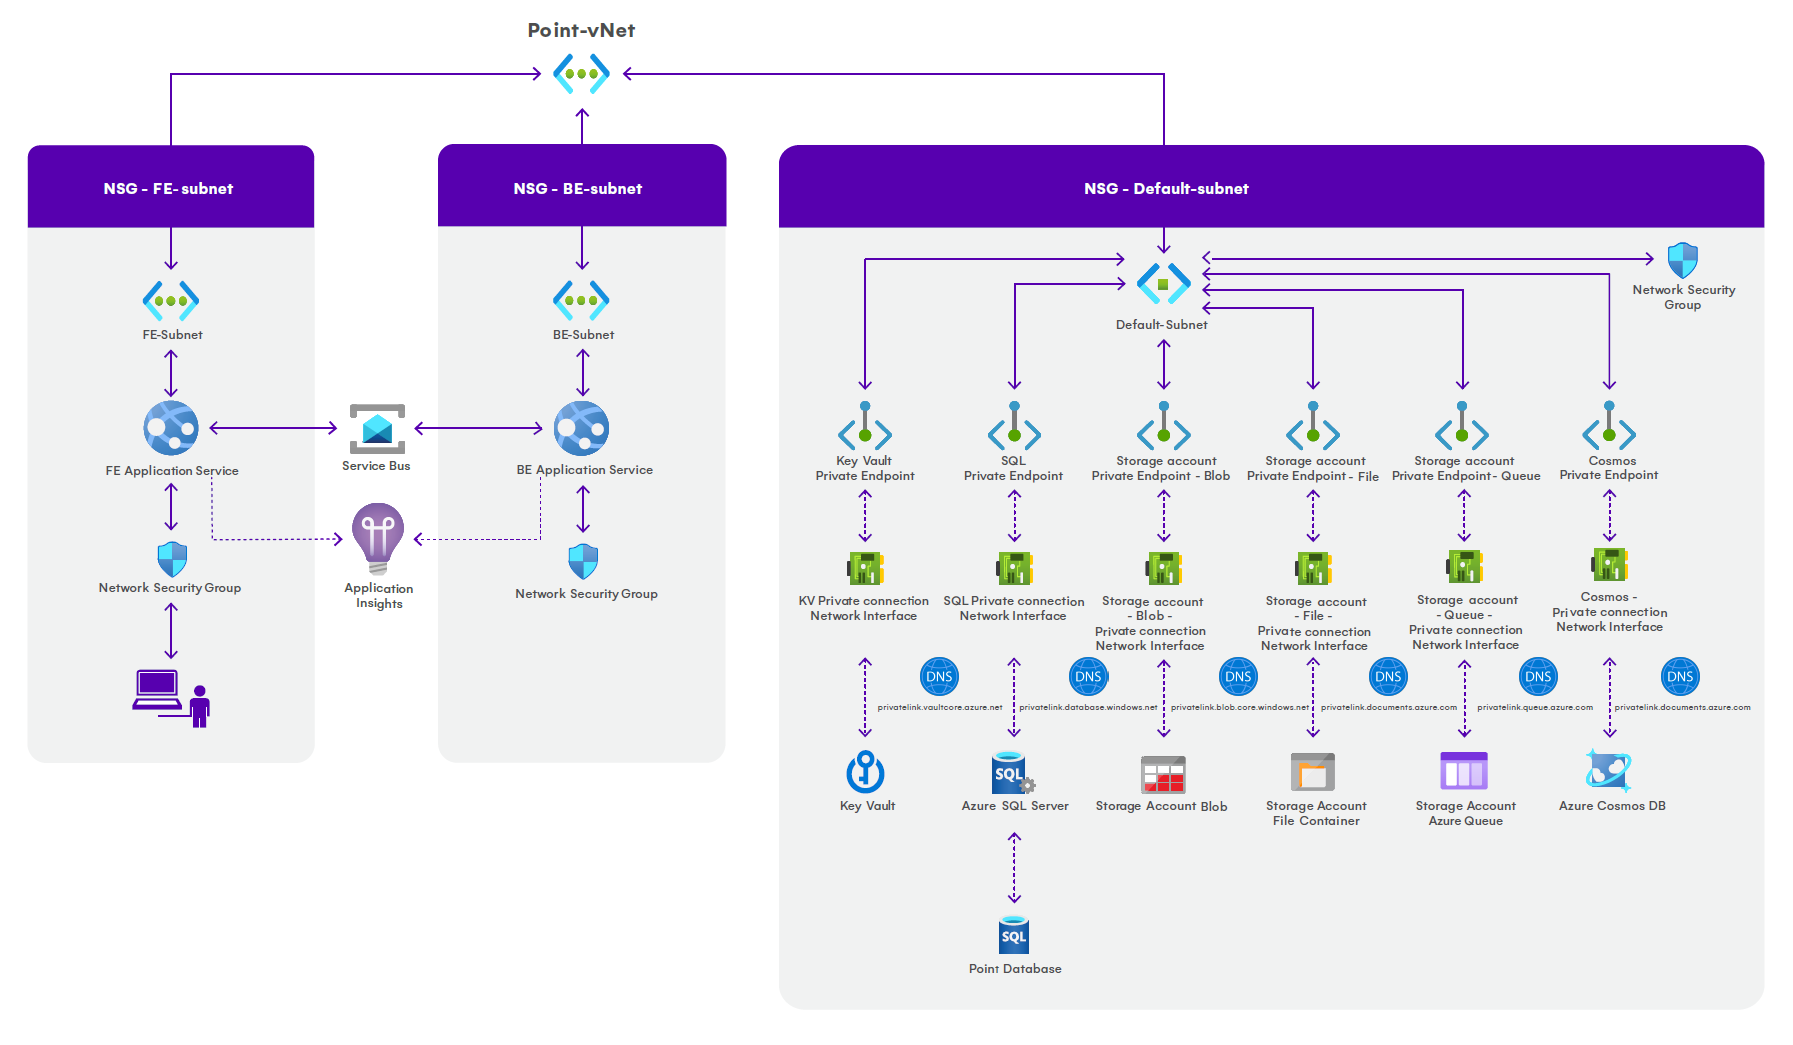 Point-vNet
NSG - FE-subnet
NSG - BE-subnet
NSG - Default-subnet
FE-Subnet
BE-Subnet
Default-Subnet
Network Security
Group
FE Application Service
Service Bus
BE Application Service
Key Vault
Private Endpoint
SQL
Private Endpoint
Storage account
Private Endpoint - Blob
Storage account
Private Endpoint - File
Storage account
Private Endpoint- Queue
Cosmos
Private Endpoint
Network Security Group
Application
Insights
Network Security Group
KV Private connection
Network Interface
SQL Private connection
Network Interface
Storage account
- Blob -
Private connection
Network Interface
Storage account
- File -
Private connection
Network Interface
Storage account
- Queue -
Private connection
Network Interface
Cosmos -
Private connection
Network Interface
DNS
privatelink.vaultcore.azure.net
DNS
privatelink.database.windows.net
DNS
privatelink.blob.core.windows.net
DNS
privatelink.documents.azure.com
DNS
privatelink.queue.azure.com
DNS
privatelink.documents.azure.com
Key Vault
SQL
Azure SQL Server
Storage Account Blob
Storage Account
File Container
Storage Account
Azure Queue
Azure Cosmos DB
SQL
Point Database